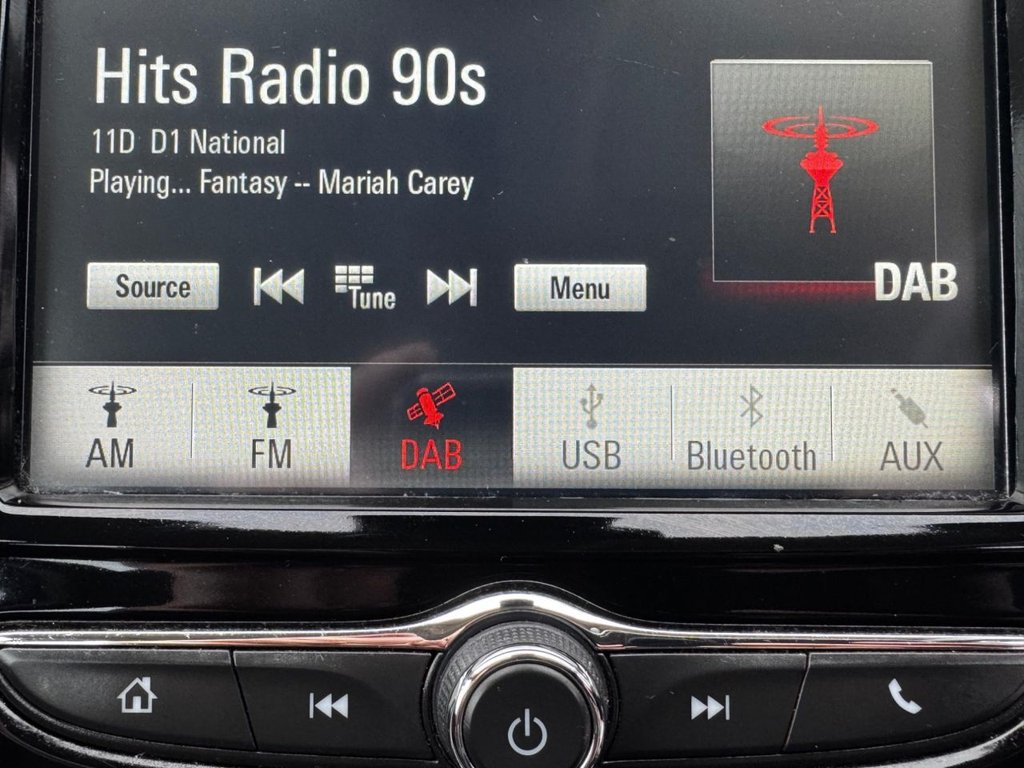 Hits Radio 90s
11D D1 National
Playing... Fantasy -- Mariah Carey
Source Tune Menu
DAB
AM FM DAB USB Bluetooth AUX